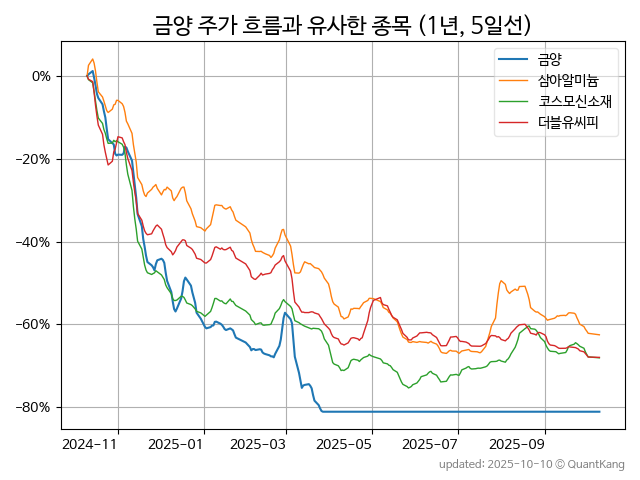 금양 주가 흐름과 유사한 종목 (1년, 5일선)
금양
삼아알미늄
코스모신소재
더블유씨피
0%
−20%
−40%
−60%
−80%
2024−11
2025−01
2025−03
2025−05
2025−07
2025−09
updated: 2025-10-10 © QuantKang